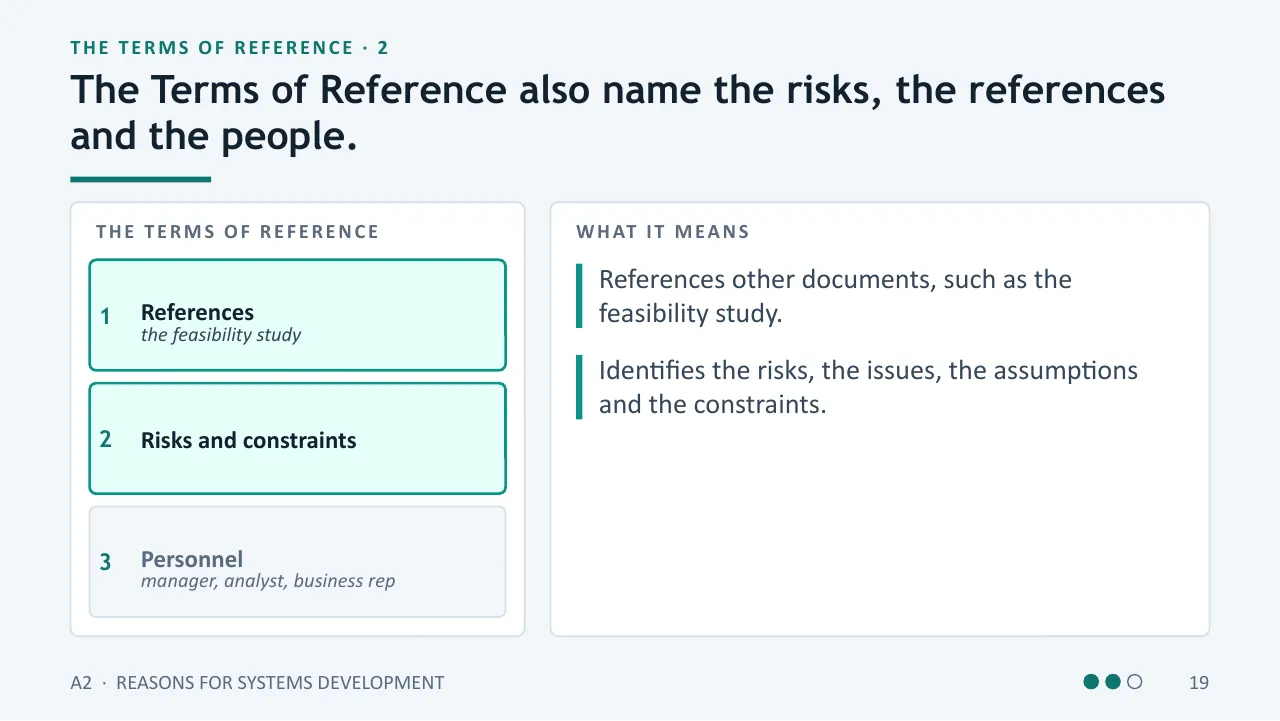 THE TERMS OF REFERENCE · 2
The Terms of Reference also name the risks, the references
and the people.
THE TERMS OF REFERENCE
1
References
the feasibility study
2
Risks and constraints
3
Personnel
manager, analyst, business rep
WHAT IT MEANS
References other documents, such as the
feasibility study.
Identifies the risks, the issues, the assumptions
and the constraints.
A2 · REASONS FOR SYSTEMS DEVELOPMENT
19